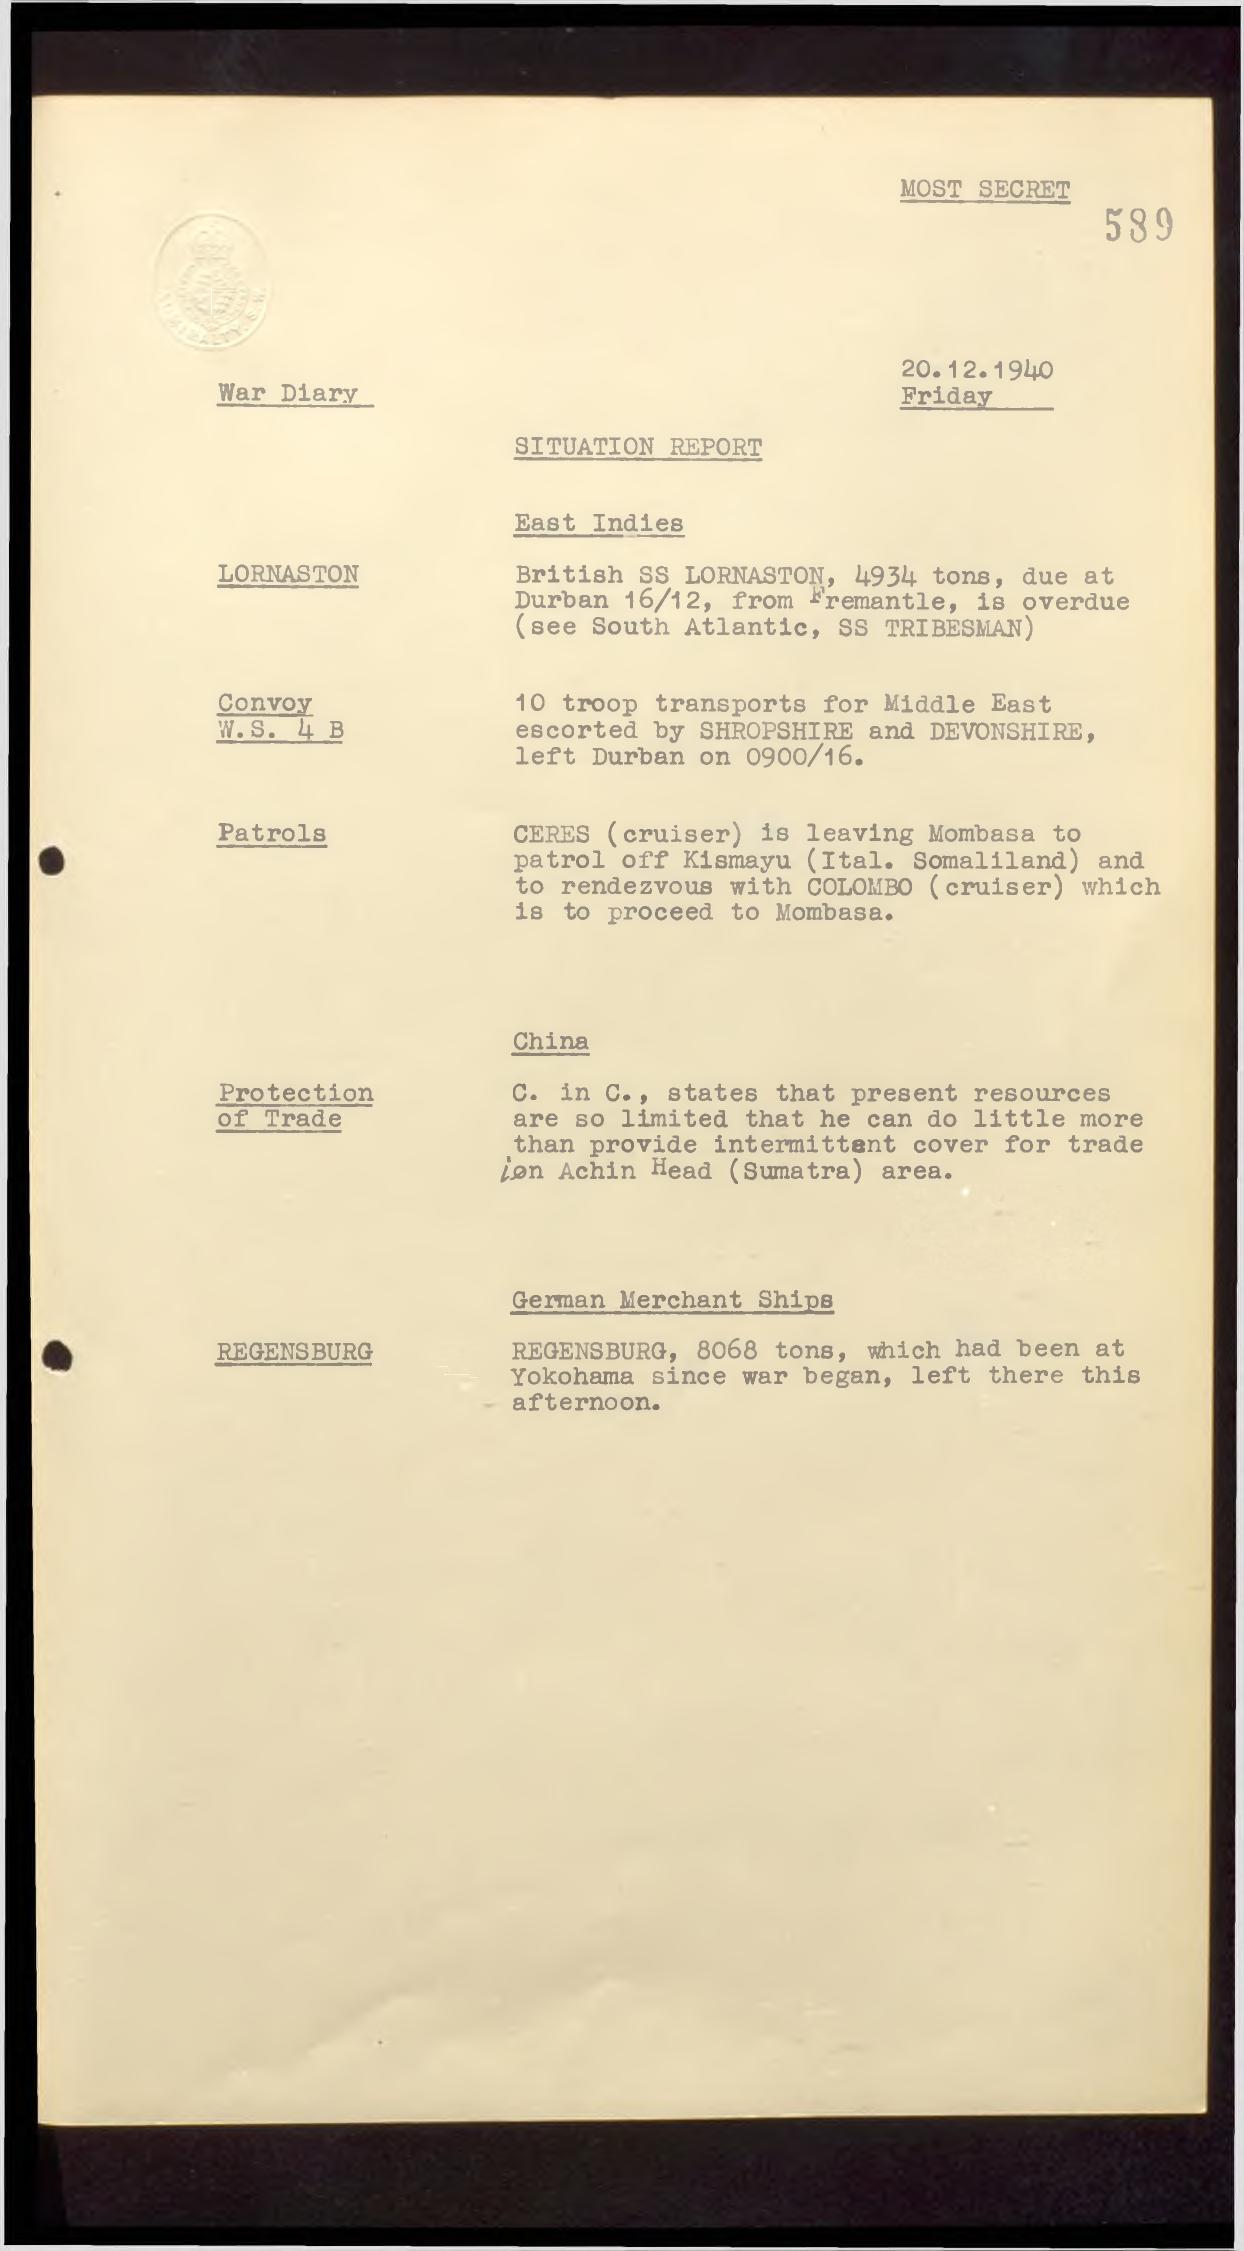 MOST SECRET
589
ADMIRALTY. S.W.
20.12.1940
War Diary
Friday
SITUATION REPORT
East Indies
LORNASTON
British SS LORNASTON, 4934 tons, due at
Durban 16/12, from Fremantle, is overdue
(see South Atlantic, SS TRIBESMAN)
Convoy
W.S. 4 B
10 troop transports for Middle East
escorted by SHROPSHIRE and DEVONSHIRE,
left Durban on 0900/16.
Patrols
CERES (cruiser) is leaving Mombasa to
patrol off Kismayu (Ital. Somaliland) and
to rendezvous with COLOMBO (cruiser) which
is to proceed to Mombasa.
China
Protection
of Trade
C. in C., states that present resources
are so limited that he can do little more
than provide intermittent cover for trade
in Achin Head (Sumatra) area.
German Merchant Ships
REGENSBURG
REGENSBURG, 8068 tons, which had been at
Yokohama since war began, left there this
afternoon.